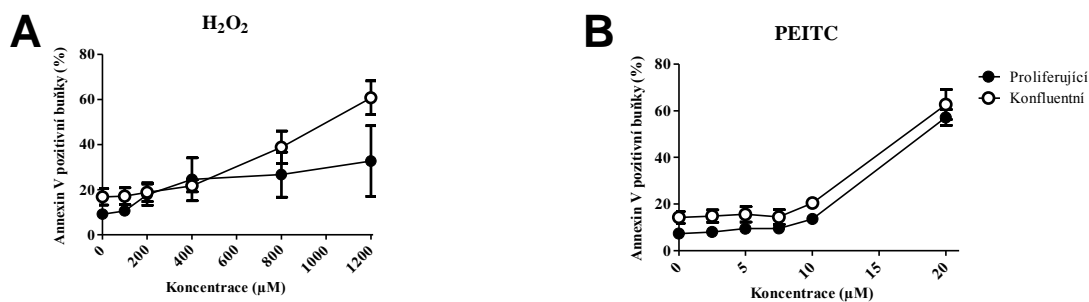 A
H₂O₂
Annexin V pozitivní buňky (%)
80
60
40
20
0
0
200
400
600
800
1000
1200
Koncentrace (µM)
B
PEITC
Annexin V pozitivní buňky (%)
80
60
40
20
0
0
5
10
15
20
Koncentrace (µM)
Proliferující
Konfluentní